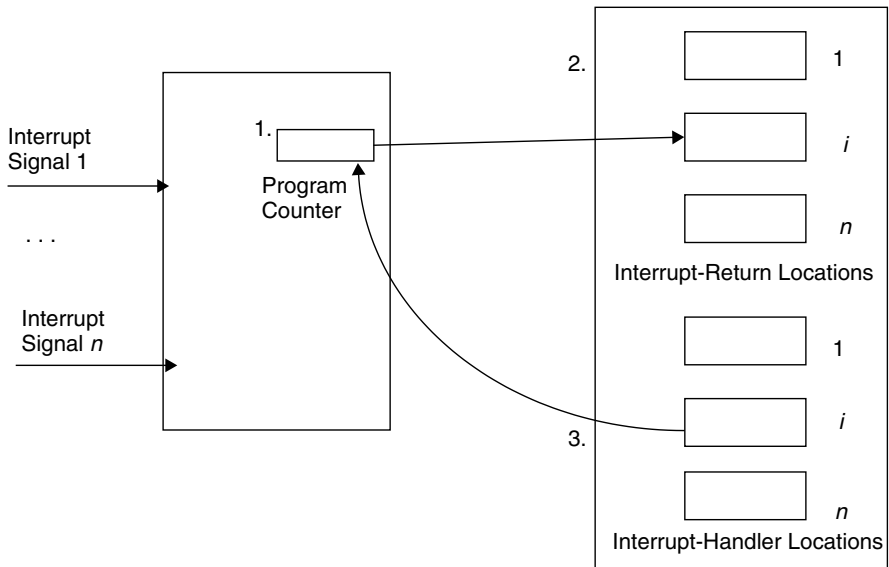 Interrupt
Signal 1
. . .
Interrupt
Signal n
1.
Program
Counter
2.
1
i
n
Interrupt-Return Locations
1
i
3.
n
Interrupt-Handler Locations